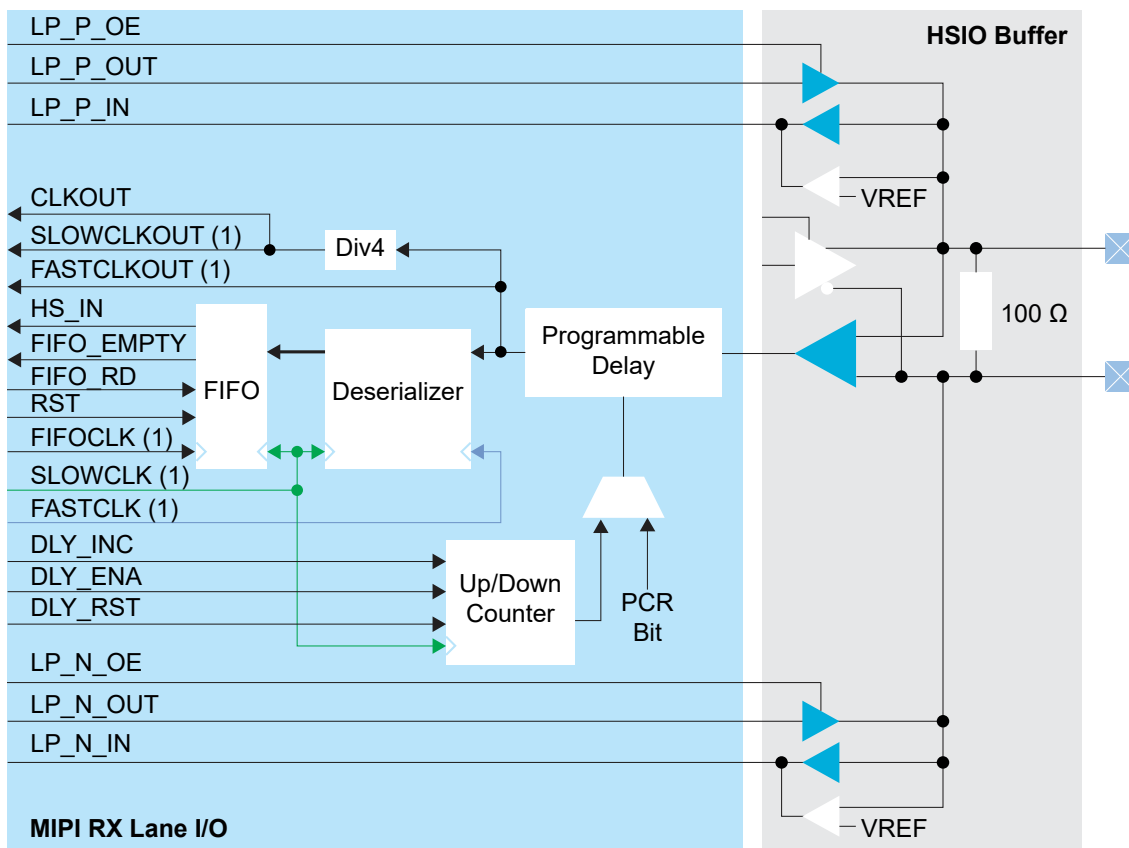 LP_P_OE
HSIO Buffer
LP_P_OUT
LP_P_IN
VREF
CLKOUT
SLOWCLKOUT (1)
Div4
FASTCLKOUT (1)
HS_IN
FIFO_EMPTY
FIFO_RD
RST
FIFOCLK (1)
SLOWCLK (1)
FASTCLK (1)
FIFO
Deserializer
Programmable
Delay
100 Ω
DLY_INC
DLY_ENA
DLY_RST
Up/Down
Counter
PCR
Bit
LP_N_OE
LP_N_OUT
LP_N_IN
VREF
MIPI RX Lane I/O